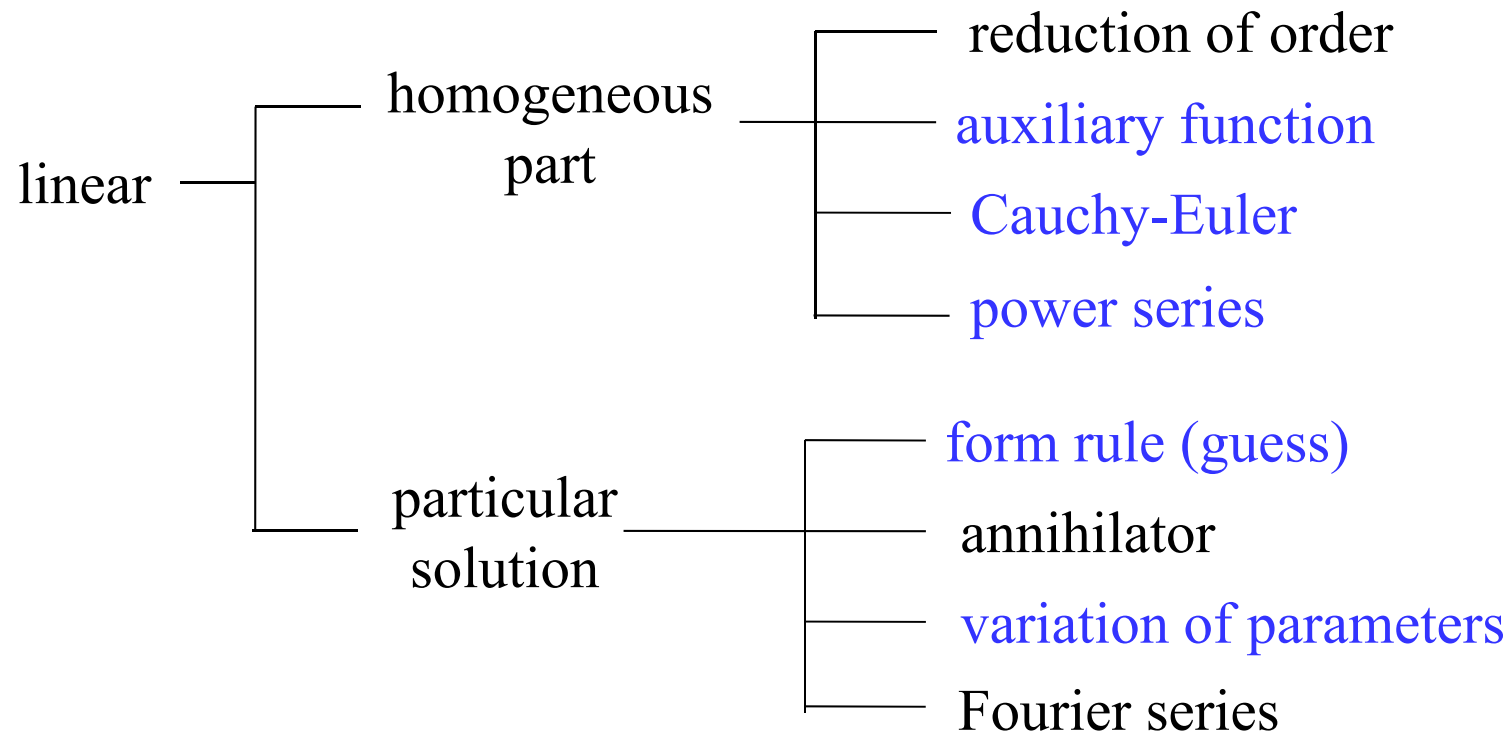 linear
homogeneous
part
reduction of order
auxiliary function
Cauchy-Euler
power series
particular
solution
form rule (guess)
annihilator
variation of parameters
Fourier series